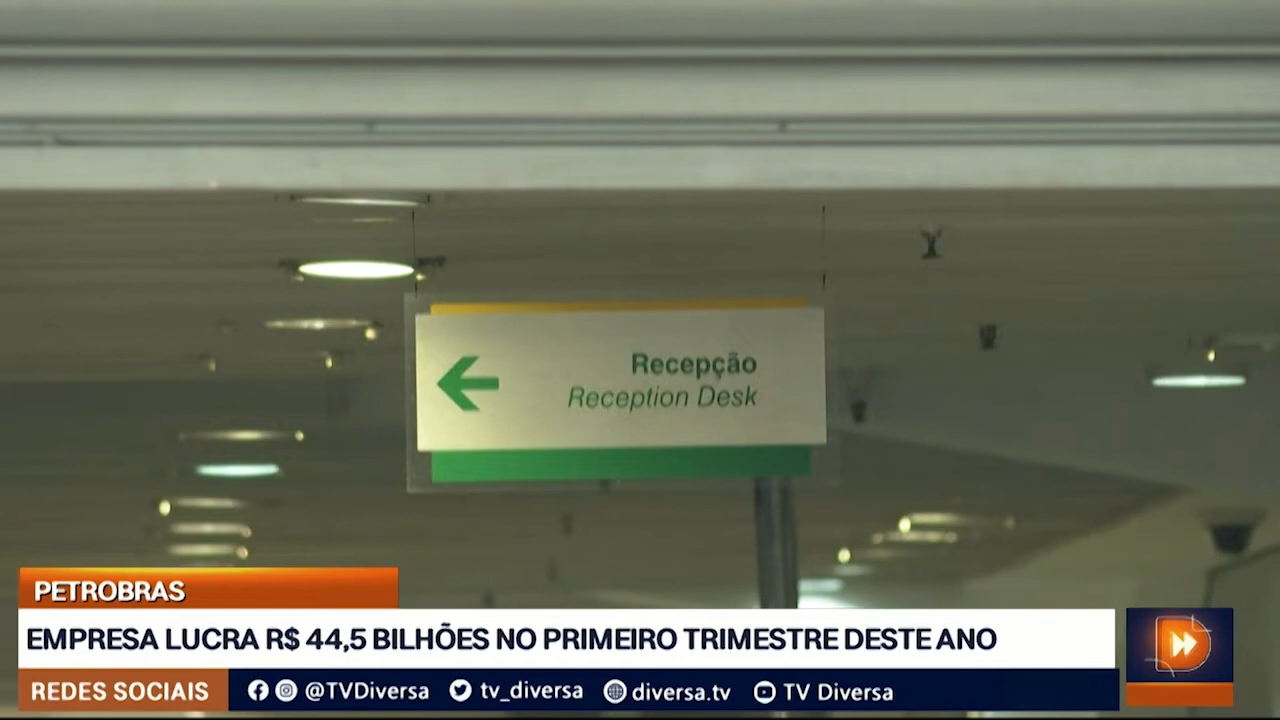 Recepção
Reception Desk
PETROBRAS
EMPRESA LUCRA R$ 44,5 BILHÕES NO PRIMEIRO TRIMESTRE DESTE ANO
REDES SOCIAIS @TVDiversa tv_diversa diversa.tv TV Diversa